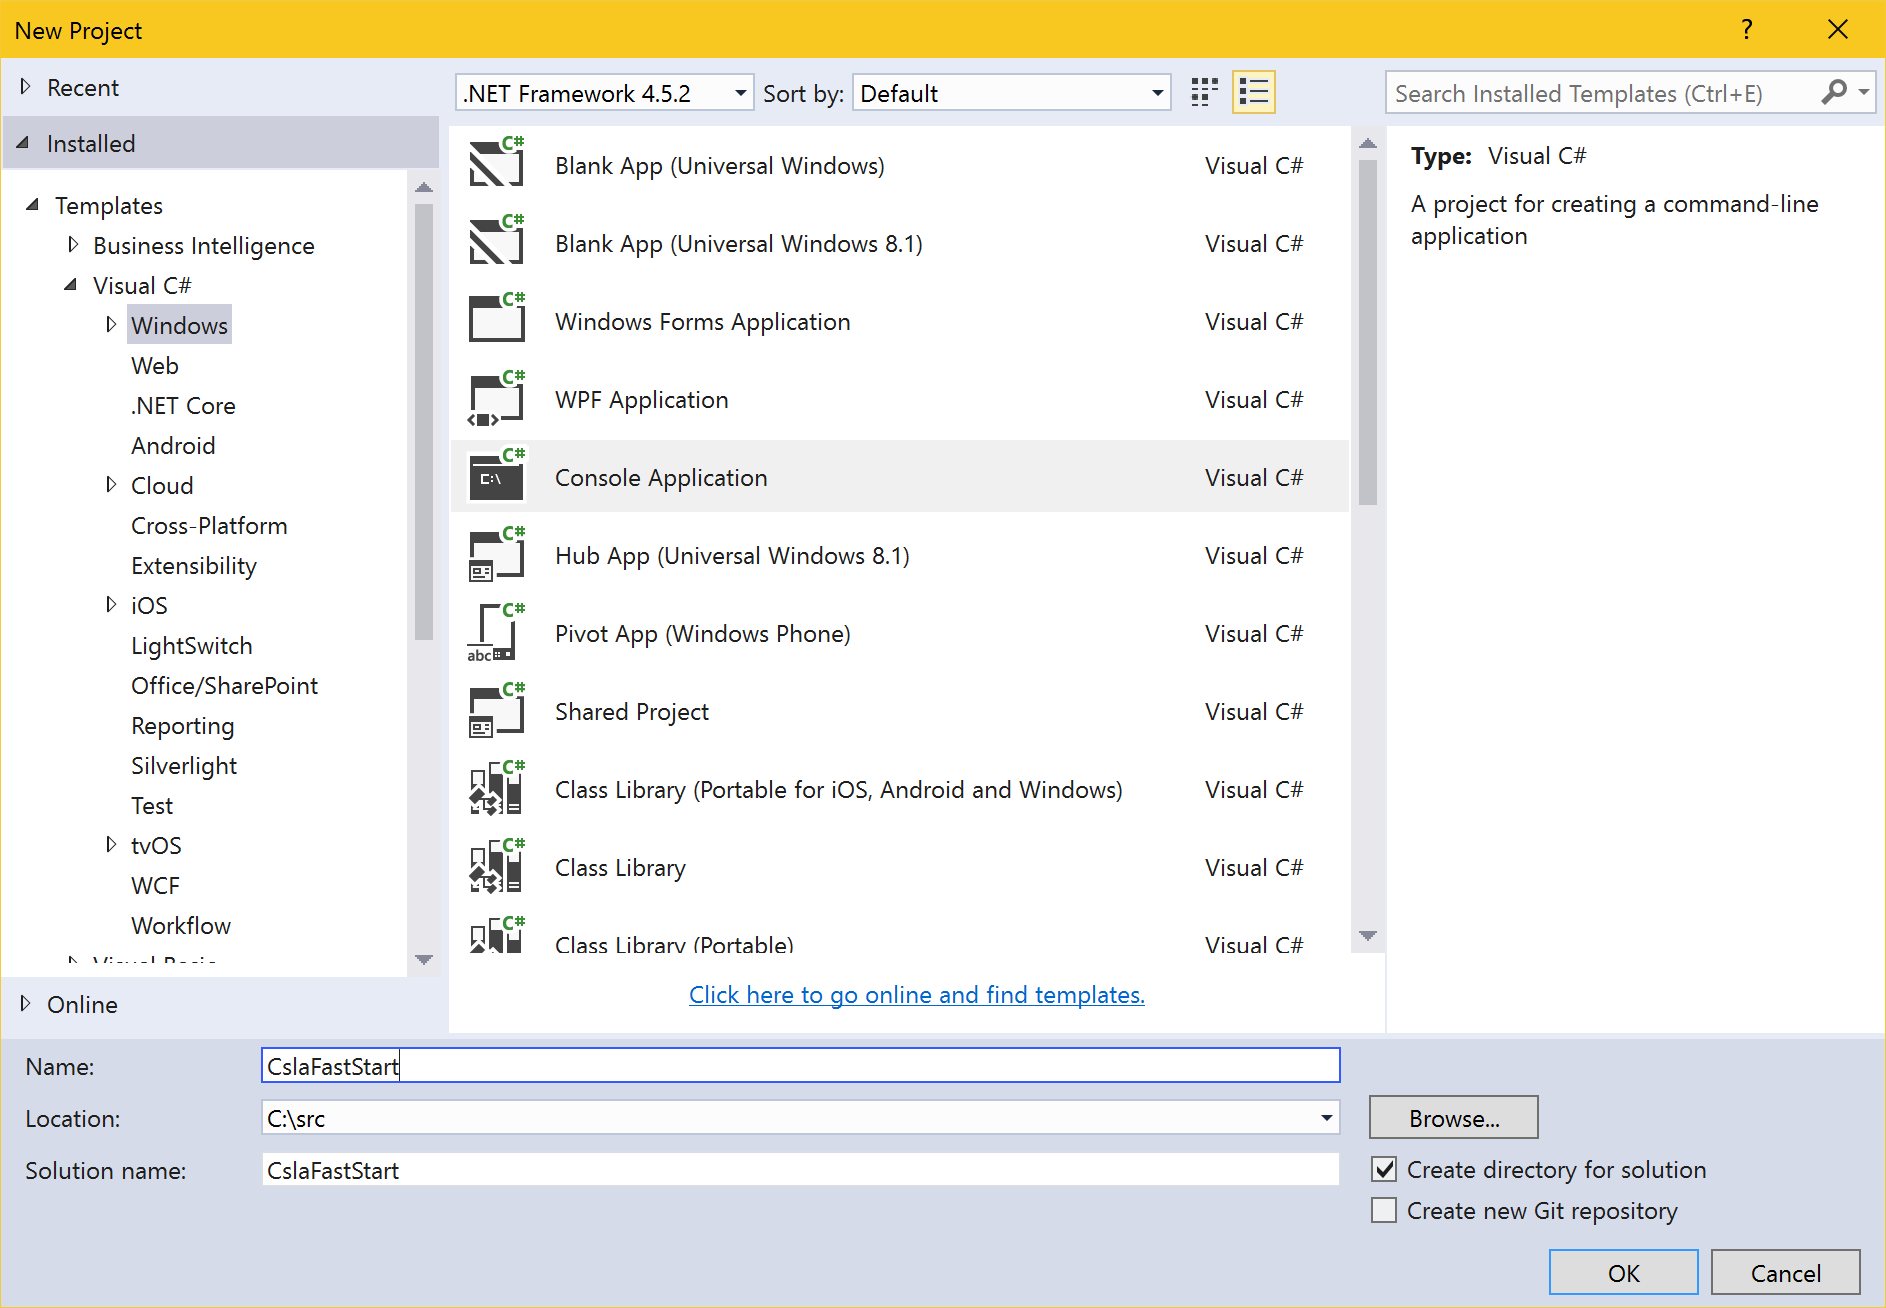 New Project
?
Recent
Installed
Templates
Business Intelligence
Visual C#
Windows
Web
.NET Core
Android
Cloud
Cross-Platform
Extensibility
iOS
LightSwitch
Office/SharePoint
Reporting
Silverlight
Test
tvOS
WCF
Workflow
Visual Basic
Online
.NET Framework 4.5.2
Sort by:
Default
Search Installed Templates (Ctrl+E)
C#
Blank App (Universal Windows)
Visual C#
C#
Blank App (Universal Windows 8.1)
Visual C#
C#
Windows Forms Application
Visual C#
C#
WPF Application
Visual C#
C#
C:\
Console Application
Visual C#
C#
Hub App (Universal Windows 8.1)
Visual C#
C#
abc
Pivot App (Windows Phone)
Visual C#
C#
Shared Project
Visual C#
C#
Class Library (Portable for iOS, Android and Windows)
Visual C#
C#
Class Library
Visual C#
C#
Class Library (Portable)
Visual C#
Click here to go online and find templates.
Type: Visual C#
A project for creating a command-line
application
Name:
CslaFastStart
Location:
C:\src
Browse...
Solution name:
CslaFastStart
Create directory for solution
Create new Git repository
OK
Cancel